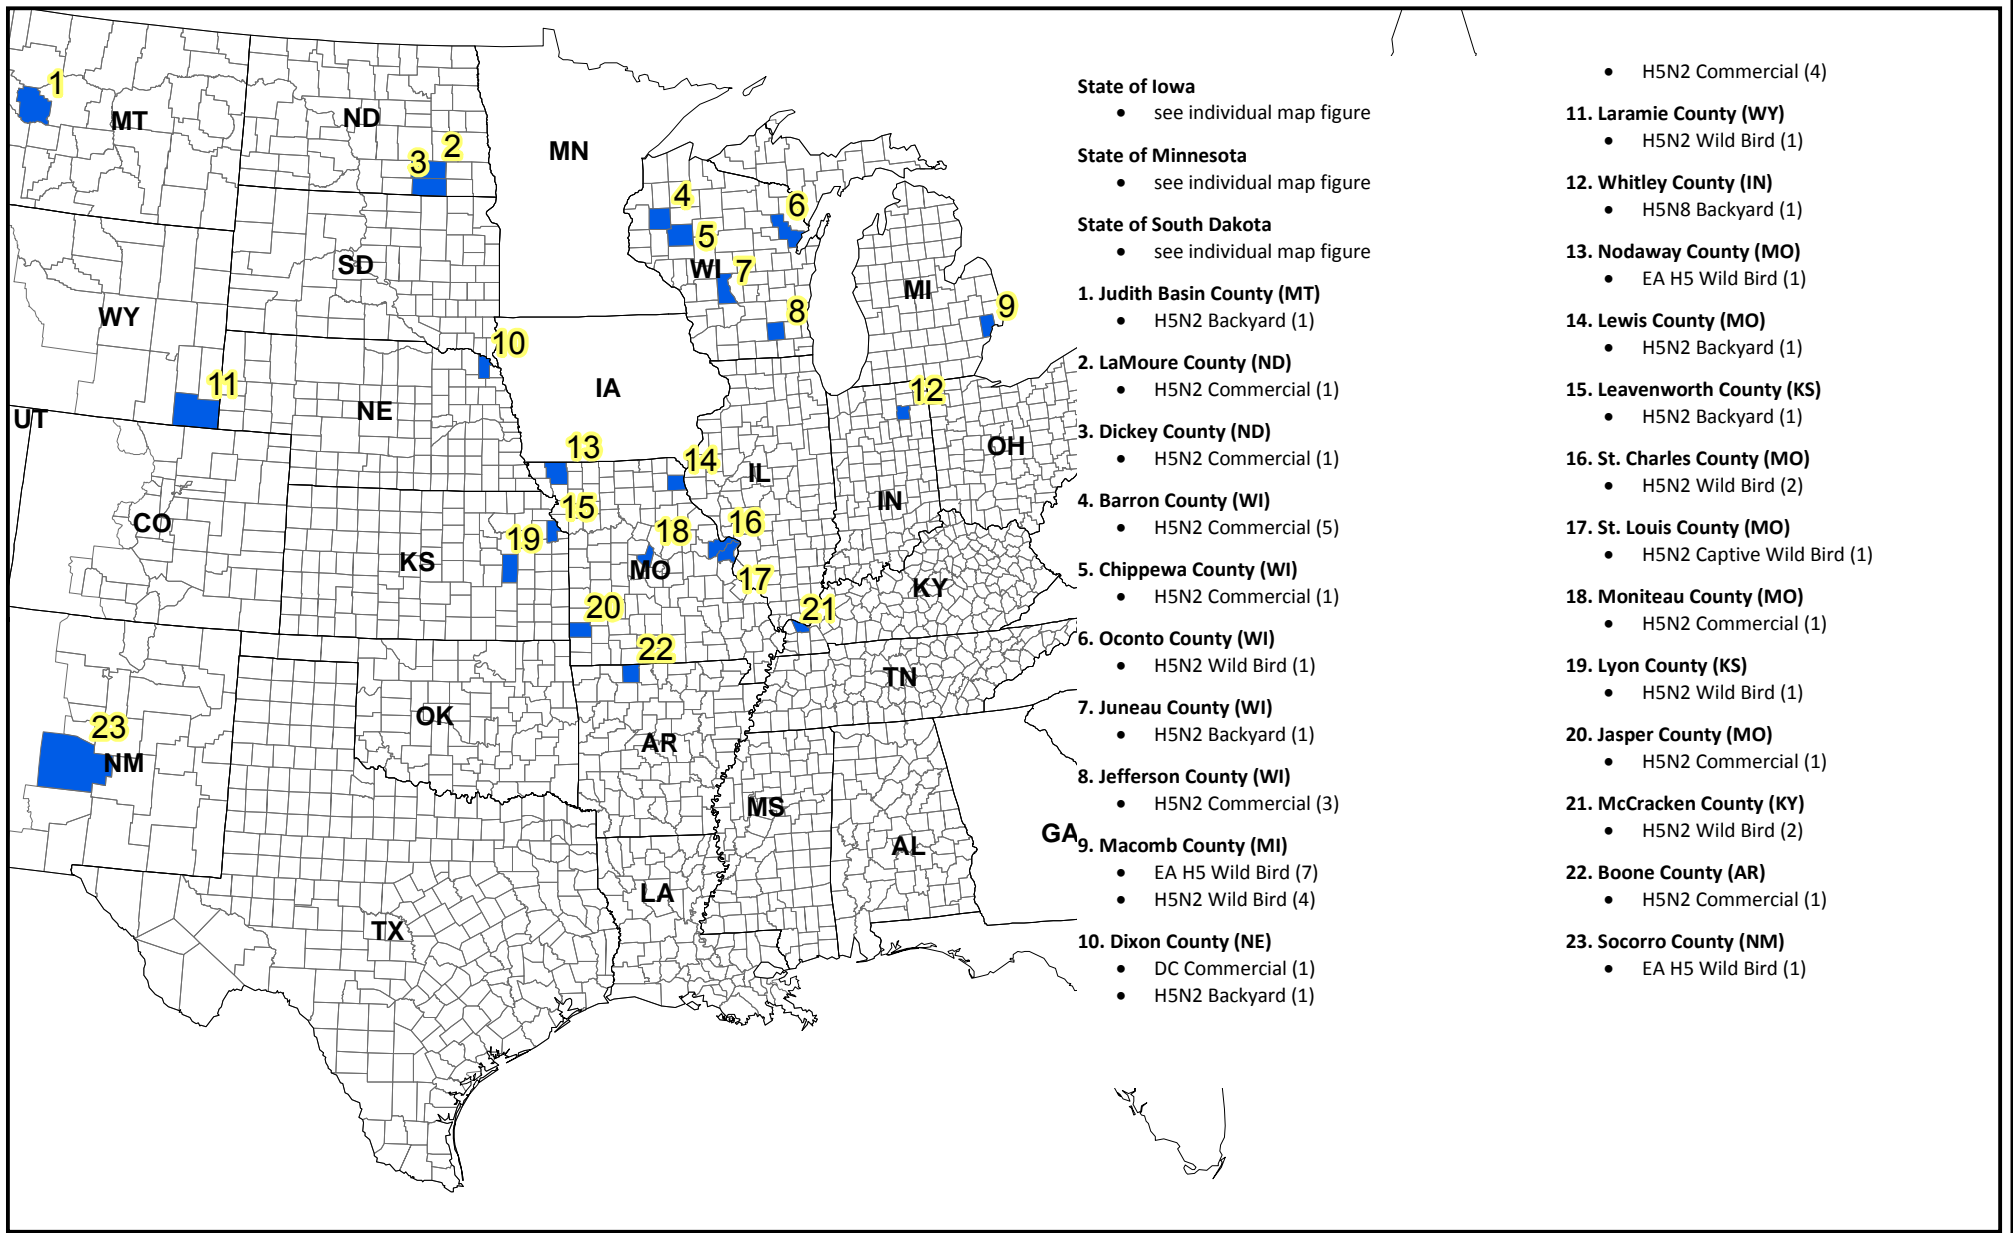 1
MT
ND
2
3
MN
4
5
6
SD
WI
7
MI
WY
8
9
10
11
IA
12
NE
UT
OH
13
14
IL
IN
15
16
CO
18
19
KS
MO
17
KY
20
21
22
TN
OK
23
AR
NM
MS
GA
AL
LA
TX
State of Iowa
• see individual map figure
State of Minnesota
• see individual map figure
State of South Dakota
• see individual map figure
1. Judith Basin County (MT)
• H5N2 Backyard (1)
2. LaMoure County (ND)
• H5N2 Commercial (1)
3. Dickey County (ND)
• H5N2 Commercial (1)
4. Barron County (WI)
• H5N2 Commercial (5)
5. Chippewa County (WI)
• H5N2 Commercial (1)
6. Oconto County (WI)
• H5N2 Wild Bird (1)
7. Juneau County (WI)
• H5N2 Backyard (1)
8. Jefferson County (WI)
• H5N2 Commercial (3)
9. Macomb County (MI)
• EA H5 Wild Bird (7)
• H5N2 Wild Bird (4)
10. Dixon County (NE)
• DC Commercial (1)
• H5N2 Backyard (1)
• H5N2 Commercial (4)
11. Laramie County (WY)
• H5N2 Wild Bird (1)
12. Whitley County (IN)
• H5N8 Backyard (1)
13. Nodaway County (MO)
• EA H5 Wild Bird (1)
14. Lewis County (MO)
• H5N2 Backyard (1)
15. Leavenworth County (KS)
• H5N2 Backyard (1)
16. St. Charles County (MO)
• H5N2 Wild Bird (2)
17. St. Louis County (MO)
• H5N2 Captive Wild Bird (1)
18. Moniteau County (MO)
• H5N2 Commercial (1)
19. Lyon County (KS)
• H5N2 Wild Bird (1)
20. Jasper County (MO)
• H5N2 Commercial (1)
21. McCracken County (KY)
• H5N2 Wild Bird (2)
22. Boone County (AR)
• H5N2 Commercial (1)
23. Socorro County (NM)
• EA H5 Wild Bird (1)